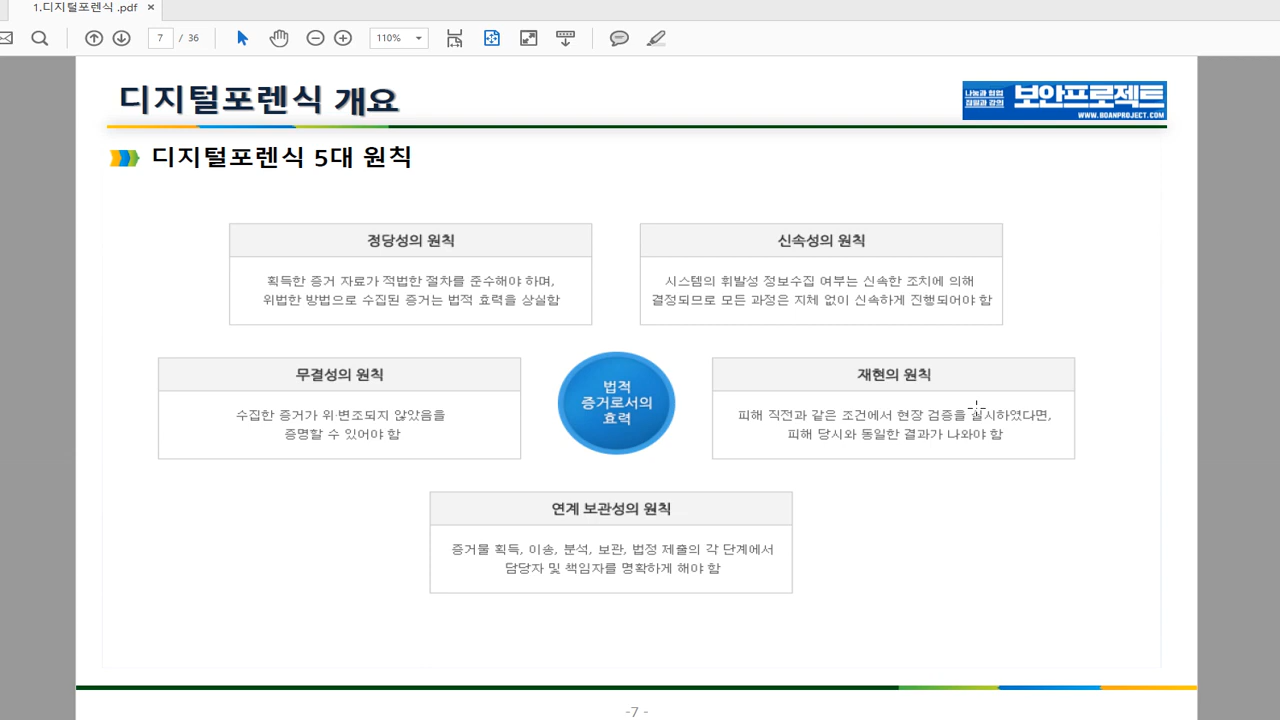 1.디지털포렌식 .pdf ×
7 / 36
110%
디지털포렌식 개요
나눔과 협업
집필과 강의
보안프로젝트
WWW.BOANPROJECT.COM
디지털포렌식 5대 원칙
정당성의 원칙
획득한 증거 자료가 적법한 절차를 준수해야 하며,
위법한 방법으로 수집된 증거는 법적 효력을 상실함
신속성의 원칙
시스템의 휘발성 정보수집 여부는 신속한 조치에 의해
결정되므로 모든 과정은 지체 없이 신속하게 진행되어야 함
무결성의 원칙
수집한 증거가 위·변조되지 않았음을
증명할 수 있어야 함
법적
증거로서의
효력
재현의 원칙
피해 직전과 같은 조건에서 현장 검증을 실시하였다면,
피해 당시와 동일한 결과가 나와야 함
연계 보관성의 원칙
증거물 획득, 이송, 분석, 보관, 법정 제출의 각 단계에서
담당자 및 책임자를 명확하게 해야 함
-7 -